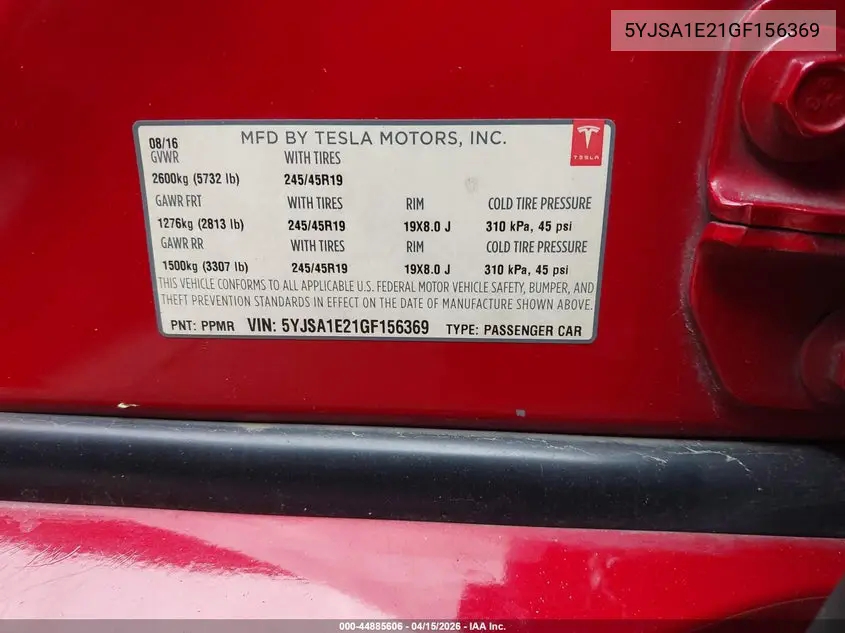 5YJSA1E21GF156369
MFD BY TESLA MOTORS, INC.
TESLA
08/16
GVWR WITH TIRES
2600kg (5732 lb) 245/45R19
GAWR FRT WITH TIRES RIM COLD TIRE PRESSURE
1276kg (2813 lb) 245/45R19 19X8.0 J 310 kPa, 45 psi
GAWR RR WITH TIRES RIM COLD TIRE PRESSURE
1500kg (3307 lb) 245/45R19 19X8.0 J 310 kPa, 45 psi
THIS VEHICLE CONFORMS TO ALL APPLICABLE U.S. FEDERAL MOTOR VEHICLE SAFETY, BUMPER, AND
THEFT PREVENTION STANDARDS IN EFFECT ON THE DATE OF MANUFACTURE SHOWN ABOVE.
PNT: PPMR VIN: 5YJSA1E21GF156369 TYPE: PASSENGER CAR
000-44885606 - 04/15/2026 - IAA Inc.